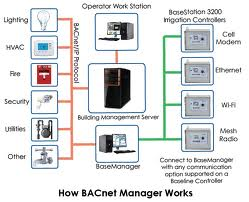 Operator Work Station
BaseStation 3200
Irrigation Controllers
Lighting
HVAC
Fire
Security
Utilities
Other
BACnet/IP Protocol
Building Management Server
BaseManager
Cell
Modem
Ethernet
Wi-Fi
Mesh
Radio
Connect to BaseManager
with any communication
option supported on a
Baseline Controller
How BACnet Manager Works